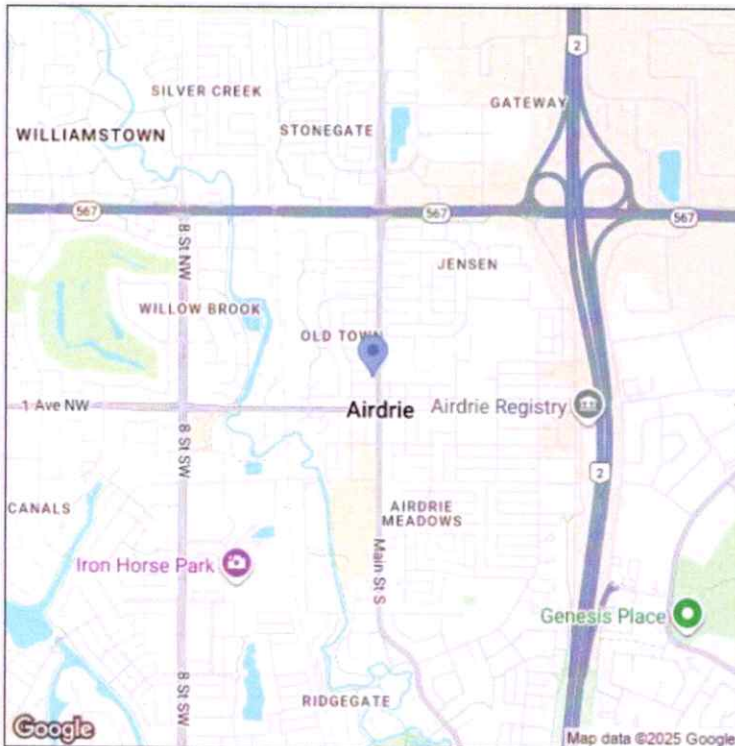 2
SILVER CREEK
GATEWAY
STONEGATE
WILLIAMSTOWN
567
567
567
8 St NW
JENSEN
WILLOW BROOK
OLD TOWN
1 Ave NW
Airdrie
Airdrie Registry
8 St SW
2
CANALS
AIRDRIE
MEADOWS
Iron Horse Park
Main St S
Genesis Place
8 St SW
RIDGEGATE
Google
Map data ©2025 Google